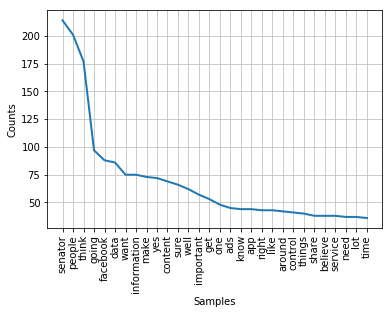 200
175
150
125
100
75
50
Counts
senator
people
think
going
facebook
data
want
information
make
yes
content
sure
well
important
get
one
ads
know
app
right
like
around
control
things
share
believe
service
need
lot
time
Samples